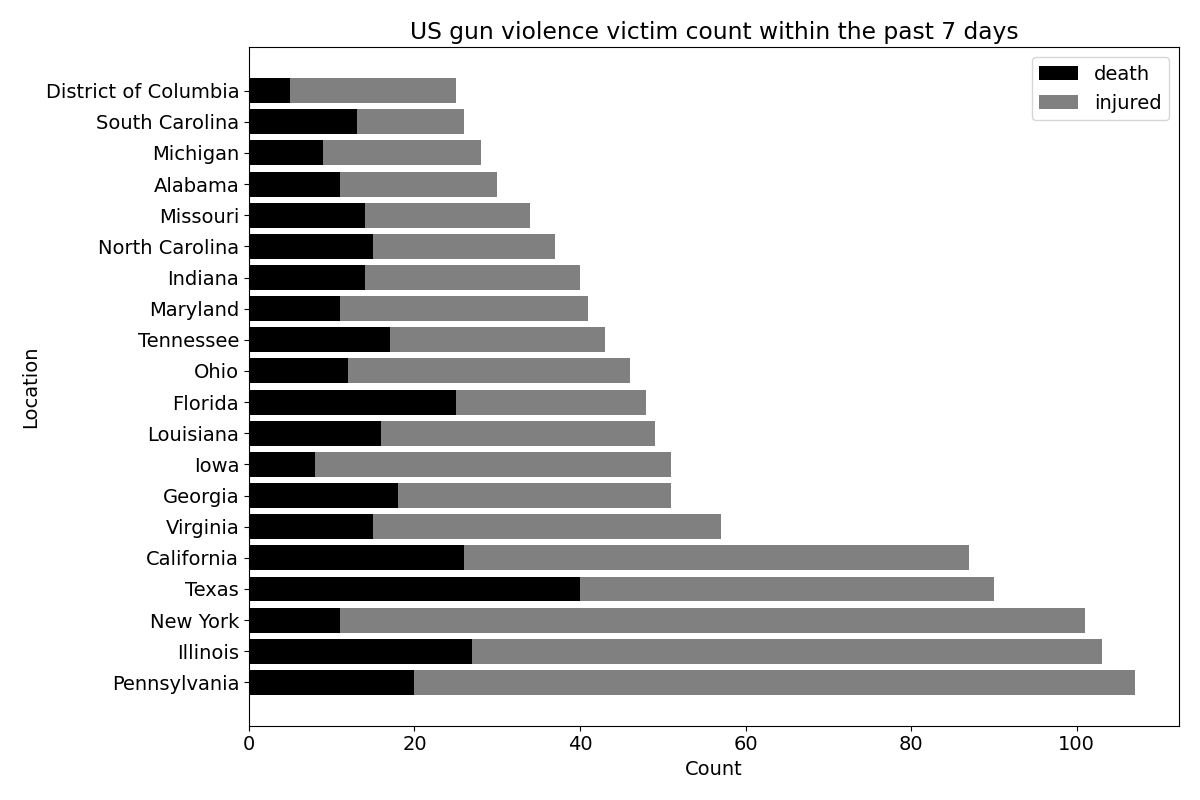 US gun violence victim count within the past 7 days
death
injured
District of Columbia
South Carolina
Michigan
Alabama
Missouri
North Carolina
Indiana
Maryland
Tennessee
Ohio
Florida
Louisiana
Iowa
Georgia
Virginia
California
Texas
New York
Illinois
Pennsylvania
Location
0 20 40 60 80 100
Count